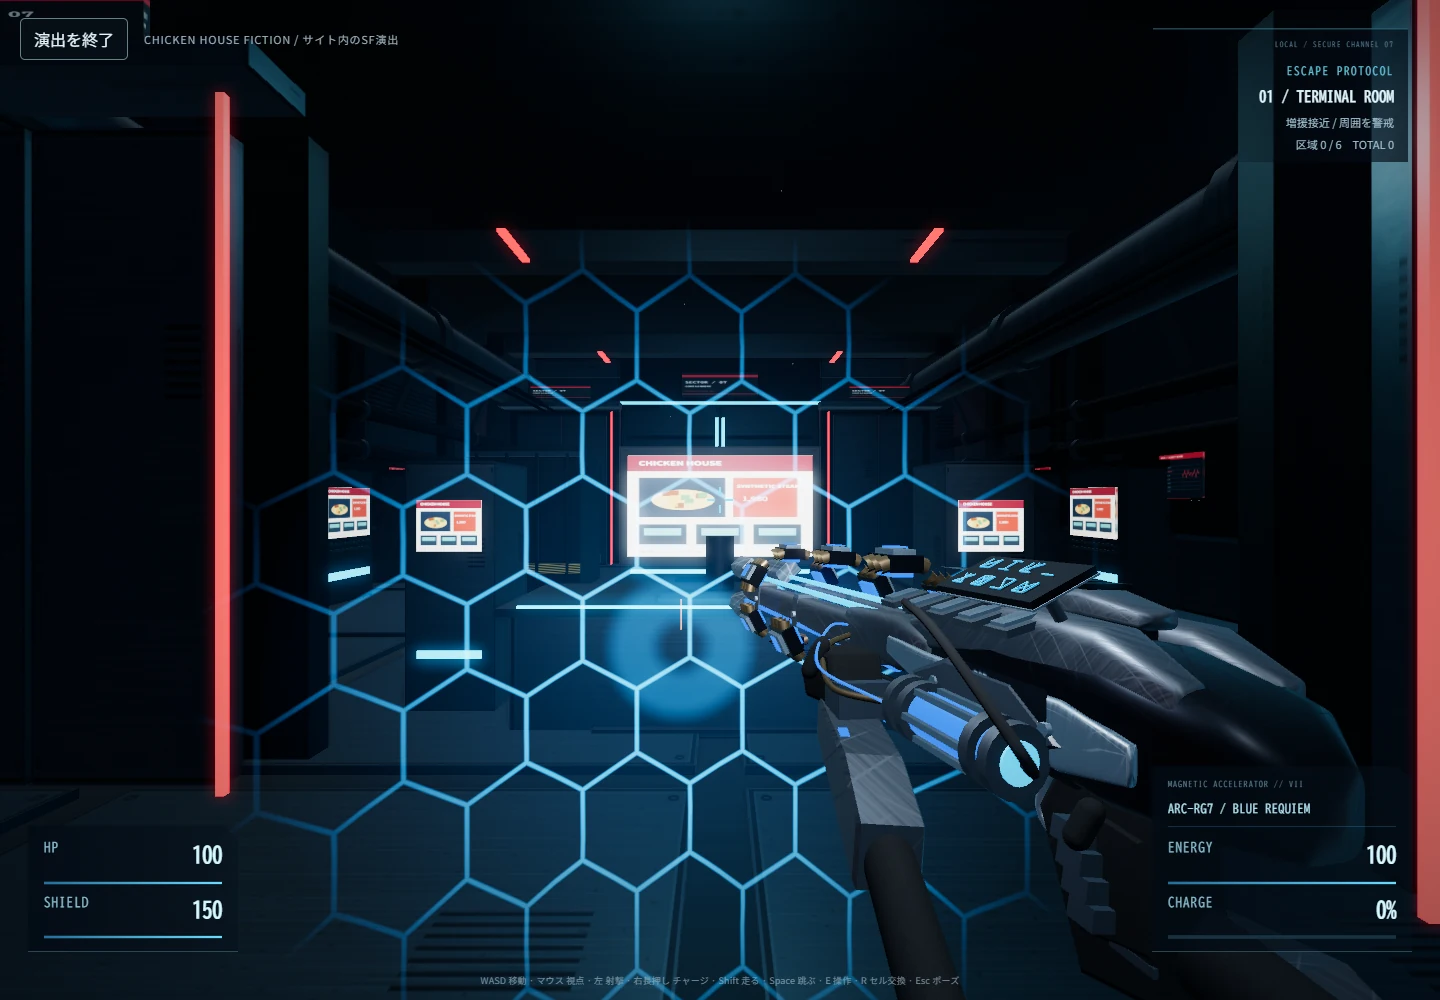 07
演出を終了
CHICKEN HOUSE FICTION / サイト内のSF演出
LOCAL / SECURE CHANNEL 07
ESCAPE PROTOCOL
01 / TERMINAL ROOM
増援接近 / 周囲を警戒
区域 0 / 6 TOTAL 0
SECTOR / 07
CHICKEN HOUSE
MAGNETIC ACCELERATOR // VII
ARC-RG7 / BLUE REQUIEM
HP
100
SHIELD
150
ENERGY
100
CHARGE
0%
WASD 移動 · マウス 視点 · 左 射撃 · 右長押し チャージ · Shift 走る · Space 跳ぶ · E 操作 · R セル交換 · Esc ポーズ